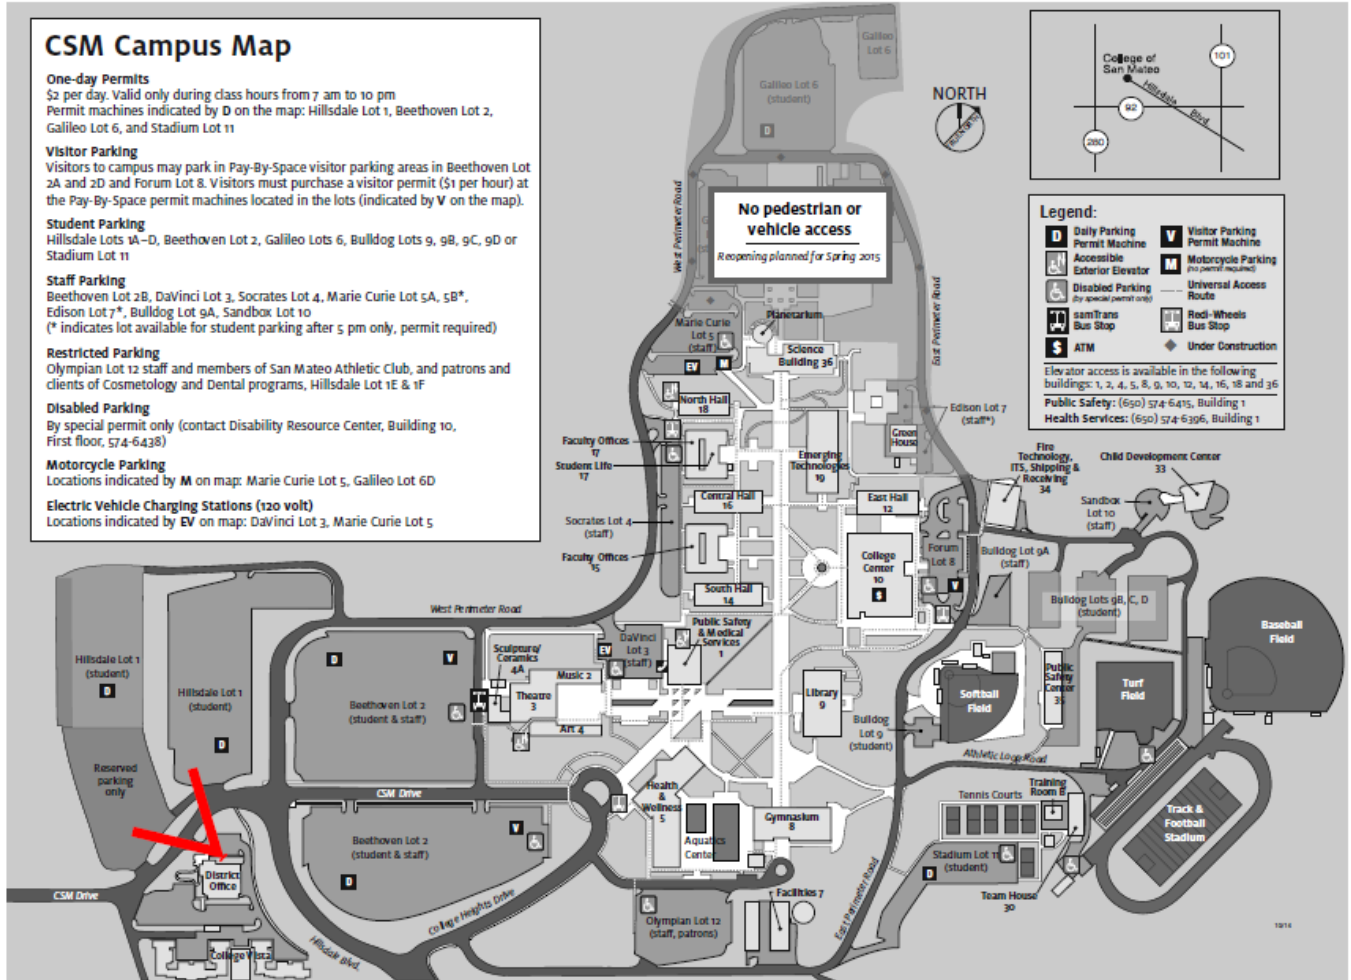 CSM Campus Map
One-day Permits
$2 per day. Valid only during class hours from 7 am to 10 pm
Permit machines indicated by D on the map: Hillsdale Lot 1, Beethoven Lot 2,
Galileo Lot 6, and Stadium Lot 11
Visitor Parking
Visitors to campus may park in Pay-By-Space visitor parking areas in Beethoven Lot
2A and 2D and Forum Lot 8. Visitors must purchase a visitor permit ($1 per hour) at
the Pay-By-Space permit machines located in the lots (indicated by V on the map).
Student Parking
Hillsdale Lots 1A–D, Beethoven Lot 2, Galileo Lots 6, Bulldog Lots 9, 9B, 9C, 9D or
Stadium Lot 11
Staff Parking
Beethoven Lot 2B, DaVinci Lot 3, Socrates Lot 4, Marie Curie Lot 5A, 5B*,
Edison Lot 7*, Bulldog Lot 9A, Sandbox Lot 10
(* indicates lot available for student parking after 5 pm only, permit required)
Restricted Parking
Olympian Lot 12 staff and members of San Mateo Athletic Club, and patrons and
clients of Cosmetology and Dental programs, Hillsdale Lot 1E & 1F
Disabled Parking
By special permit only (contact Disability Resource Center, Building 10,
First floor, 574-6438)
Motorcycle Parking
Locations indicated by M on map: Marie Curie Lot 5, Galileo Lot 6D
Electric Vehicle Charging Stations (120 volt)
Locations indicated by EV on map: DaVinci Lot 3, Marie Curie Lot 5
Galileo
Lot 6
Galileo Lot 6
(student)
D
NORTH
College of
San Mateo
101
92
280
Hillsdale
Blvd.
Legend:
D Daily Parking
Permit Machine
V Visitor Parking
Permit Machine
Accessible
Exterior Elevator
M Motorcycle Parking
(no permit required)
Disabled Parking
(by special permit only)
Universal Access
Route
samTrans
Bus Stop
Redi-Wheels
Bus Stop
$ ATM
Under Construction
Elevator access is available in the following
buildings: 1, 2, 4, 5, 8, 9, 10, 12, 14, 16, 18 and 36
Public Safety: (650) 574-6415, Building 1
Health Services: (650) 574-6396, Building 1
No pedestrian or
vehicle access
Reopening planned for Spring 2015
West Perimeter Road
East Perimeter Road
Marie Curie
Lot 5
(staff)
EV
M
Planetarium
Science
Building 36
North Hall
18
Edison Lot 7
(staff*)
Green
House
Faculty Offices
17
Student Life
17
Emerging
Technologies
19
Central Hall
16
East Hall
12
Socrates Lot 4
(staff)
Faculty Offices
15
College
Center
10
$
Forum
Lot 8
V
South Hall
14
Fire
Technology,
ITS, Shipping &
Receiving
34
Child Development Center
33
Sandbox
Lot 10
(staff)
Bulldog Lot 9A
(staff)
Bulldog Lots 9B, C, D
(student)
Baseball
Field
West Perimeter Road
Public Safety
& Medical
Services
1
DaVinci
Lot 3
(staff)
EV
Sculpture/
Ceramics
4A
Music 2
Theatre
3
Art 4
Hillsdale Lot 1
(student)
D
Hillsdale Lot 1
(student)
D
D
V
Beethoven Lot 2
(student & staff)
Library
9
Softball
Field
Public
Safety
Center
35
Turf
Field
Bulldog
Lot 9
(student)
Athletic Loop Road
Reserved
parking
only
CSM Drive
Health
&
Wellness
5
Aquatics
Center
Gymnasium
8
Tennis Courts
Training
Room B
Track &
Football
Stadium
Beethoven Lot 2
(student & staff)
V
D
Stadium Lot 11
(student)
D
Team House
30
District
Office
CSM Drive
College Heights Drive
Facilities 7
Olympian Lot 12
(staff, patrons)
East Perimeter Road
College Vista
Hillsdale Blvd.
10/14